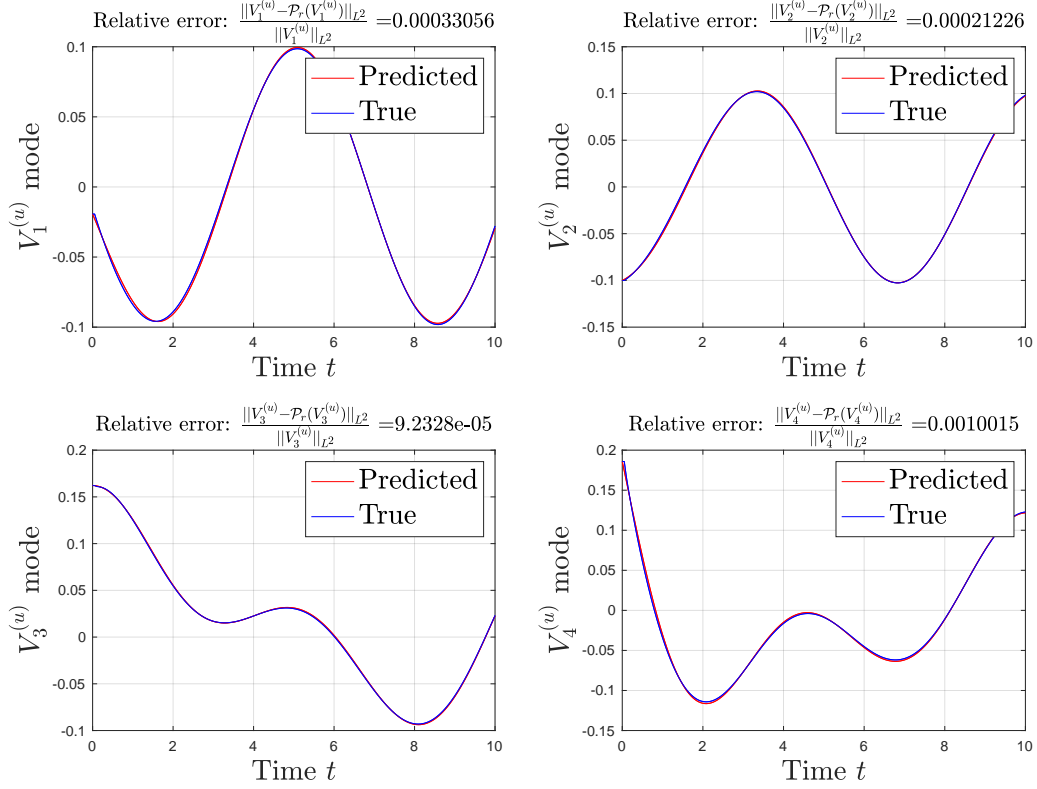 Relative error: \frac{||V_1^{(u)}-\mathcal{P}_r(V_1^{(u)})||_{L^2}}{||V_1^{(u)}||_{L^2}} =0.00033056
0.1
0.05
0
-0.05
-0.1
V_1^{(u)} mode
Predicted
True
0 2 4 6 8 10
Time t
Relative error: \frac{||V_2^{(u)}-\mathcal{P}_r(V_2^{(u)})||_{L^2}}{||V_2^{(u)}||_{L^2}} =0.00021226
0.15
0.1
0.05
0
-0.05
-0.1
-0.15
V_2^{(u)} mode
Predicted
True
0 2 4 6 8 10
Time t
Relative error: \frac{||V_3^{(u)}-\mathcal{P}_r(V_3^{(u)})||_{L^2}}{||V_3^{(u)}||_{L^2}} =9.2328e-05
0.2
0.15
0.1
0.05
0
-0.05
-0.1
V_3^{(u)} mode
Predicted
True
0 2 4 6 8 10
Time t
Relative error: \frac{||V_4^{(u)}-\mathcal{P}_r(V_4^{(u)})||_{L^2}}{||V_4^{(u)}||_{L^2}} =0.0010015
0.2
0.15
0.1
0.05
0
-0.05
-0.1
-0.15
V_4^{(u)} mode
Predicted
True
0 2 4 6 8 10
Time t